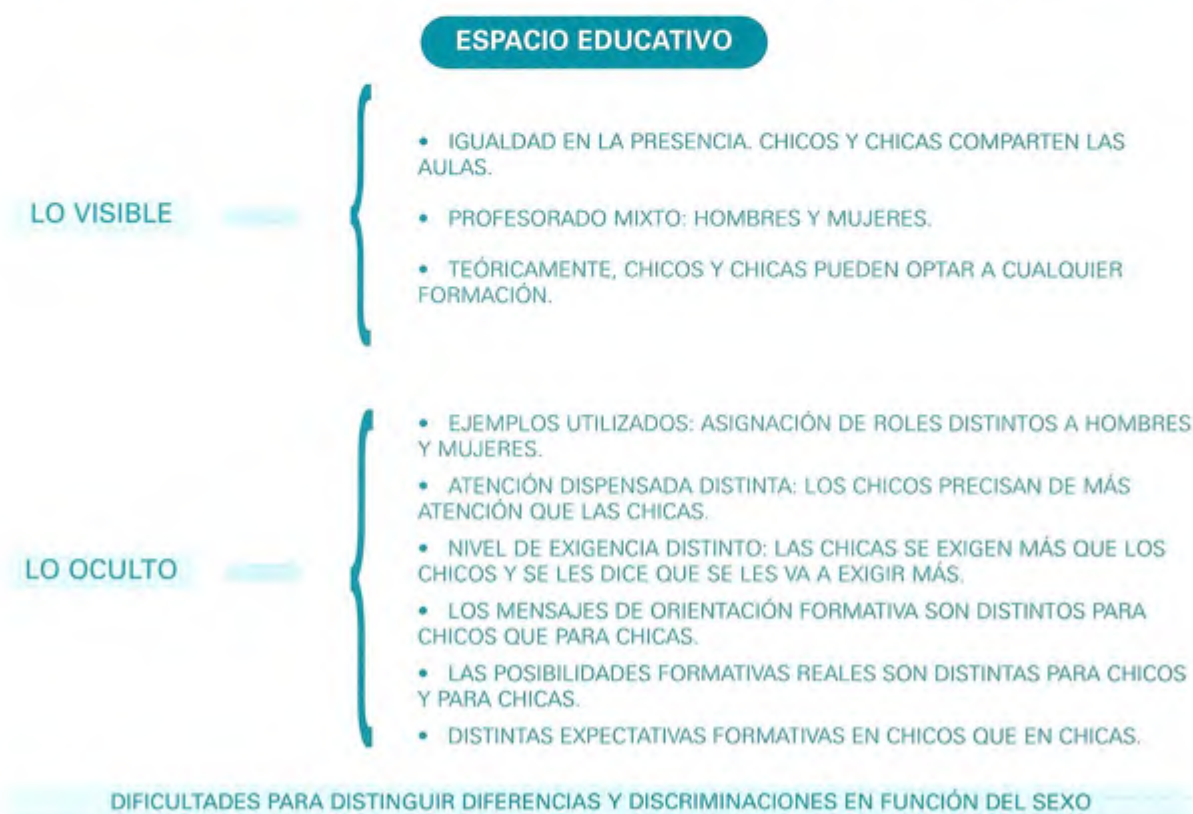 ESPACIO EDUCATIVO
LO VISIBLE
• IGUALDAD EN LA PRESENCIA. CHICOS Y CHICAS COMPARTEN LAS
AULAS.
• PROFESORADO MIXTO: HOMBRES Y MUJERES.
• TEÓRICAMENTE, CHICOS Y CHICAS PUEDEN OPTAR A CUALQUIER
FORMACIÓN.
LO OCULTO
• EJEMPLOS UTILIZADOS: ASIGNACIÓN DE ROLES DISTINTOS A HOMBRES
Y MUJERES.
• ATENCIÓN DISPENSADA DISTINTA: LOS CHICOS PRECISAN DE MÁS
ATENCIÓN QUE LAS CHICAS.
• NIVEL DE EXIGENCIA DISTINTO: LAS CHICAS SE EXIGEN MÁS QUE LOS
CHICOS Y SE LES DICE QUE SE LES VA A EXIGIR MÁS.
• LOS MENSAJES DE ORIENTACIÓN FORMATIVA SON DISTINTOS PARA
CHICOS QUE PARA CHICAS.
• LAS POSIBILIDADES FORMATIVAS REALES SON DISTINTAS PARA CHICOS
Y PARA CHICAS.
• DISTINTAS EXPECTATIVAS FORMATIVAS EN CHICOS QUE EN CHICAS.
DIFICULTADES PARA DISTINGUIR DIFERENCIAS Y DISCRIMINACIONES EN FUNCIÓN DEL SEXO